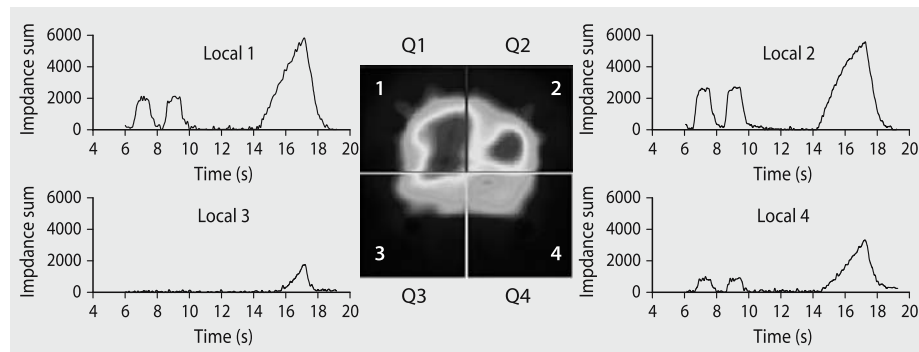 Local 1
Impdance sum
6000
4000
2000
0
4 6 8 10 12 14 16 18 20
Time (s)
Local 3
Impdance sum
6000
4000
2000
0
4 6 8 10 12 14 16 18 20
Time (s)
Q1 Q2
1 2
3 4
Q3 Q4
Local 2
Impdance sum
6000
4000
2000
0
4 6 8 10 12 14 16 18 20
Time (s)
Local 4
Impdance sum
6000
4000
2000
0
4 6 8 10 12 14 16 18 20
Time (s)